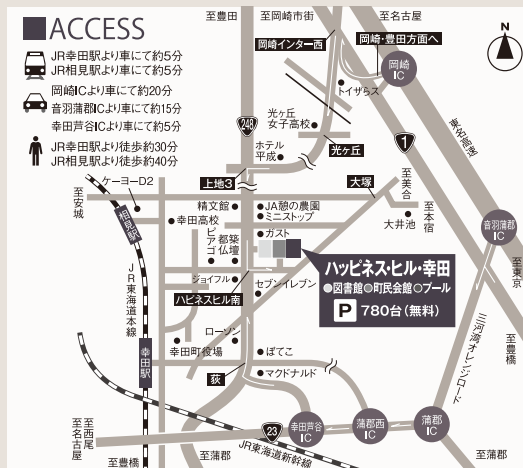 ACCESS
JR幸田駅より車にて約5分
JR相見駅より車にて約5分
岡崎ICより車にて約20分
音羽蒲郡ICより車にて約15分
幸田芦谷ICより車にて約5分
JR幸田駅より徒歩約30分
JR相見駅より徒歩約40分
至豊田
至岡崎市街
至名古屋
N
岡崎インター西
岡崎・豊田方面へ
岡崎
IC
トイザらス
東名高速
光ヶ丘
女子高校
248
1
ホテル
平成
光ヶ丘
上地3
大塚
至美合
ケーヨーD2
至安城
相見駅
精文館
JA憩の農園
ミニストップ
幸田高校
大井池
至本宿
音羽蒲郡
IC
至東京
ガスト
ピアゴ
都築仏壇
ハッピネス・ヒル・幸田
図書館 町民会館 プール
P 780台(無料)
ジョイフル
セブンイレブン
ハピネスヒル南
JR東海道本線
至豊橋
三河湾オレンジロード
ローソン
幸田町役場
幸田駅
ばてこ
荻
マクドナルド
23
幸田芦谷
IC
蒲郡西
IC
蒲郡
IC
至西尾
至名古屋
JR東海道新幹線
至豊橋
至蒲郡
至蒲郡
至豊橋